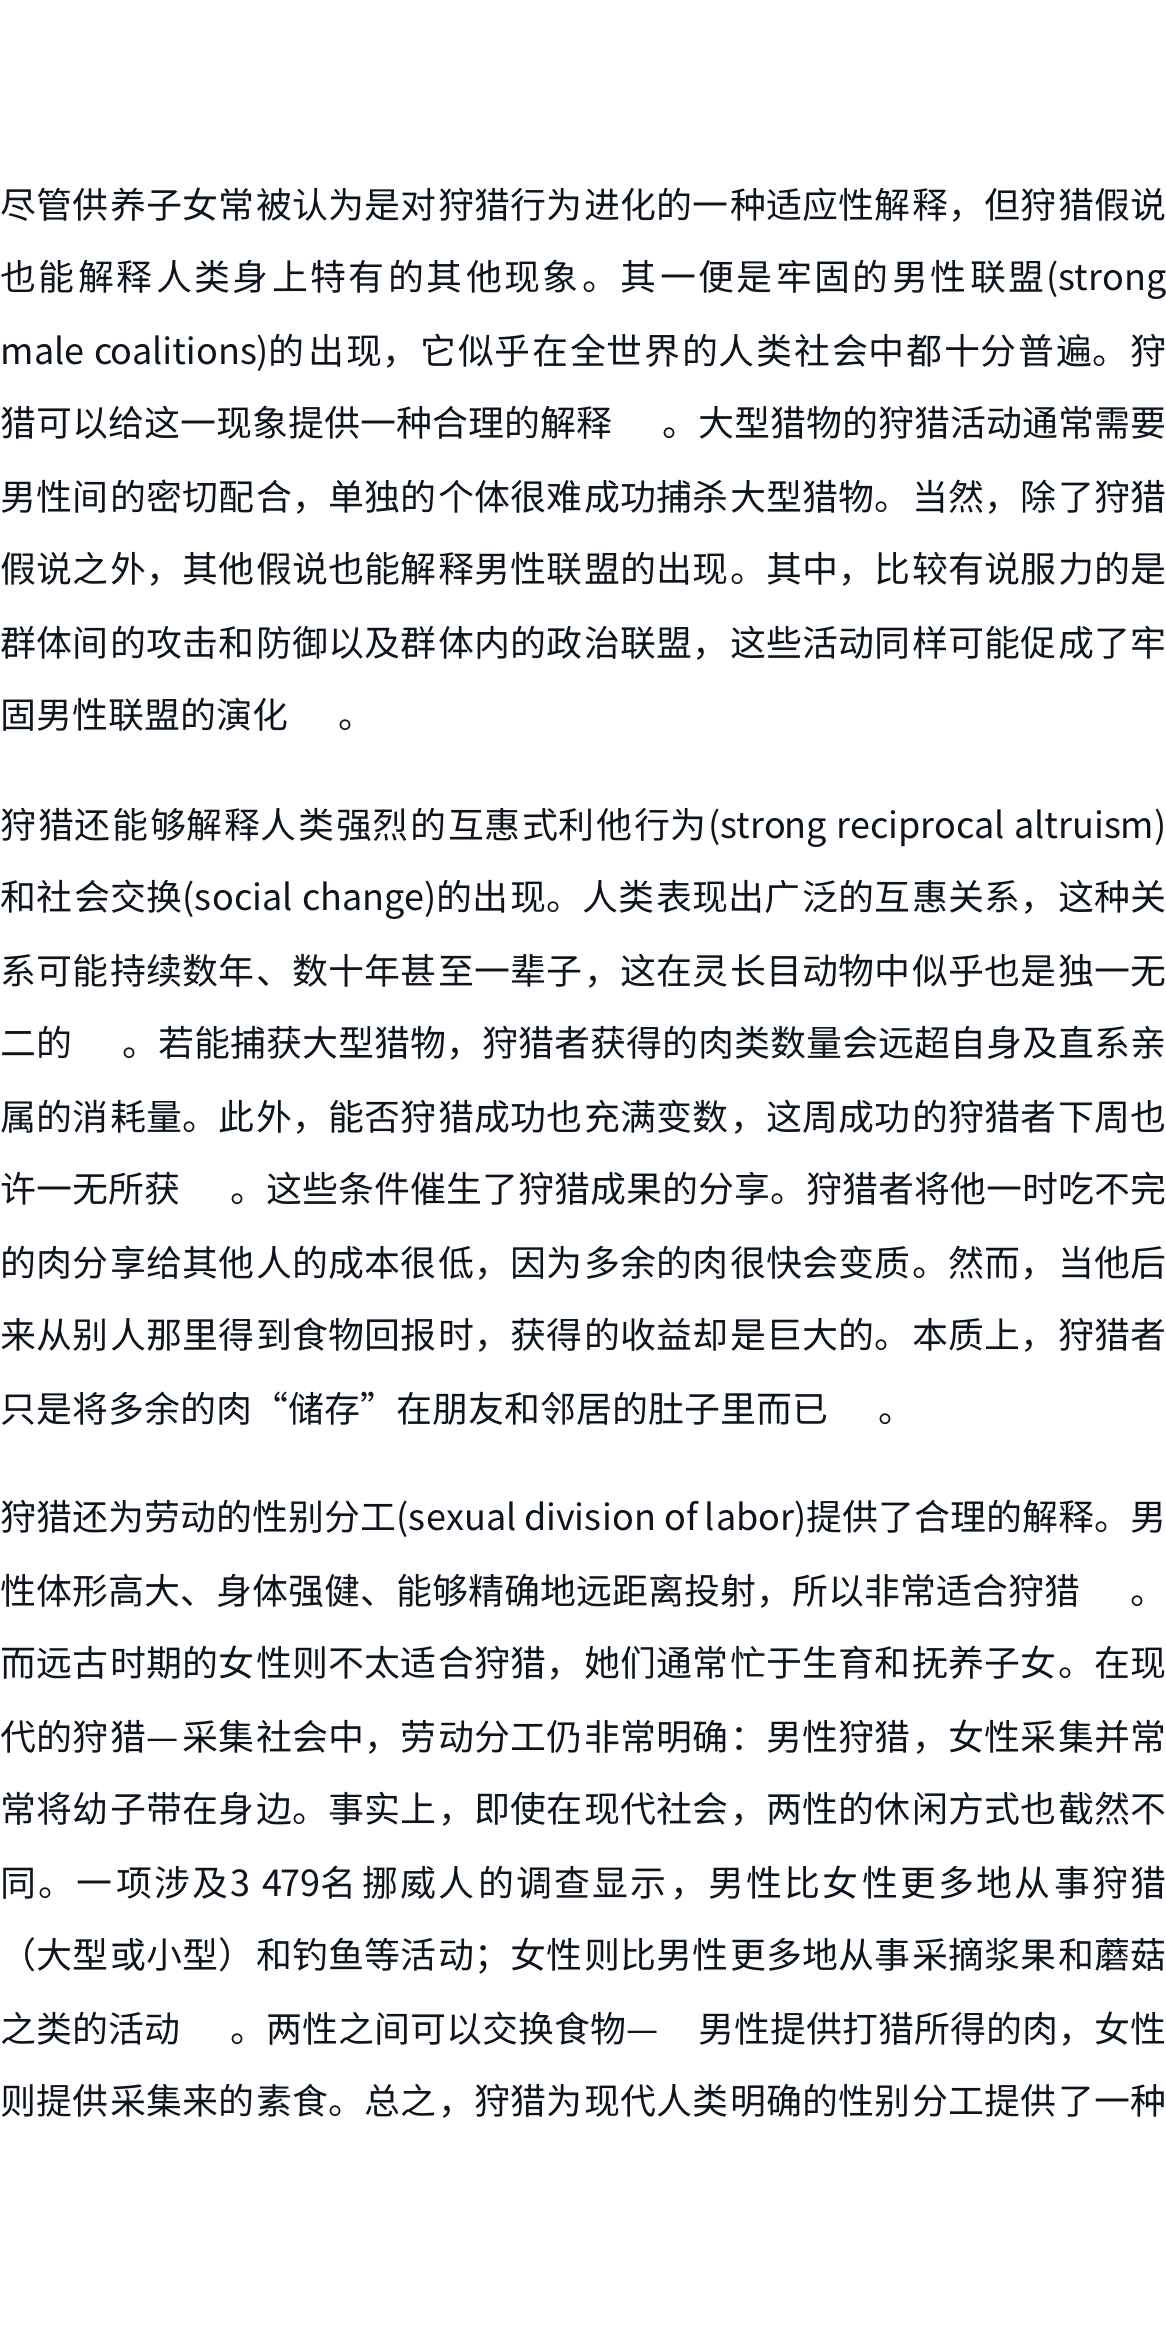 尽管供养子女常被认为是对狩猎行为进化的一种适应性解释，但狩猎假说
也能解释人类身上特有的其他现象。其一便是牢固的男性联盟(strong
male coalitions)的出现，它似乎在全世界的人类社会中都十分普遍。狩
猎可以给这一现象提供一种合理的解释 。大型猎物的狩猎活动通常需要
男性间的密切配合，单独的个体很难成功捕杀大型猎物。当然，除了狩猎
假说之外，其他假说也能解释男性联盟的出现。其中，比较有说服力的是
群体间的攻击和防御以及群体内的政治联盟，这些活动同样可能促成了牢
固男性联盟的演化 。
狩猎还能够解释人类强烈的互惠式利他行为(strong reciprocal altruism)
和社会交换(social change)的出现。人类表现出广泛的互惠关系，这种关
系可能持续数年、数十年甚至一辈子，这在灵长目动物中似乎也是独一无
二的 。若能捕获大型猎物，狩猎者获得的肉类数量会远超自身及直系亲
属的消耗量。此外，能否狩猎成功也充满变数，这周成功的狩猎者下周也
许一无所获 。这些条件催生了狩猎成果的分享。狩猎者将他一时吃不完
的肉分享给其他人的成本很低，因为多余的肉很快会变质。然而，当他后
来从别人那里得到食物回报时，获得的收益却是巨大的。本质上，狩猎者
只是将多余的肉“储存”在朋友和邻居的肚子里而已 。
狩猎还为劳动的性别分工(sexual division of labor)提供了合理的解释。男
性体形高大、身体强健、能够精确地远距离投射，所以非常适合狩猎 。
而远古时期的女性则不太适合狩猎，她们通常忙于生育和抚养子女。在现
代的狩猎—采集社会中，劳动分工仍非常明确：男性狩猎，女性采集并常
常将幼子带在身边。事实上，即使在现代社会，两性的休闲方式也截然不
同。一项涉及3 479名挪威人的调查显示，男性比女性更多地从事狩猎
（大型或小型）和钓鱼等活动；女性则比男性更多地从事采摘浆果和蘑菇
之类的活动 。两性之间可以交换食物— 男性提供打猎所得的肉，女性
则提供采集来的素食。总之，狩猎为现代人类明确的性别分工提供了一种